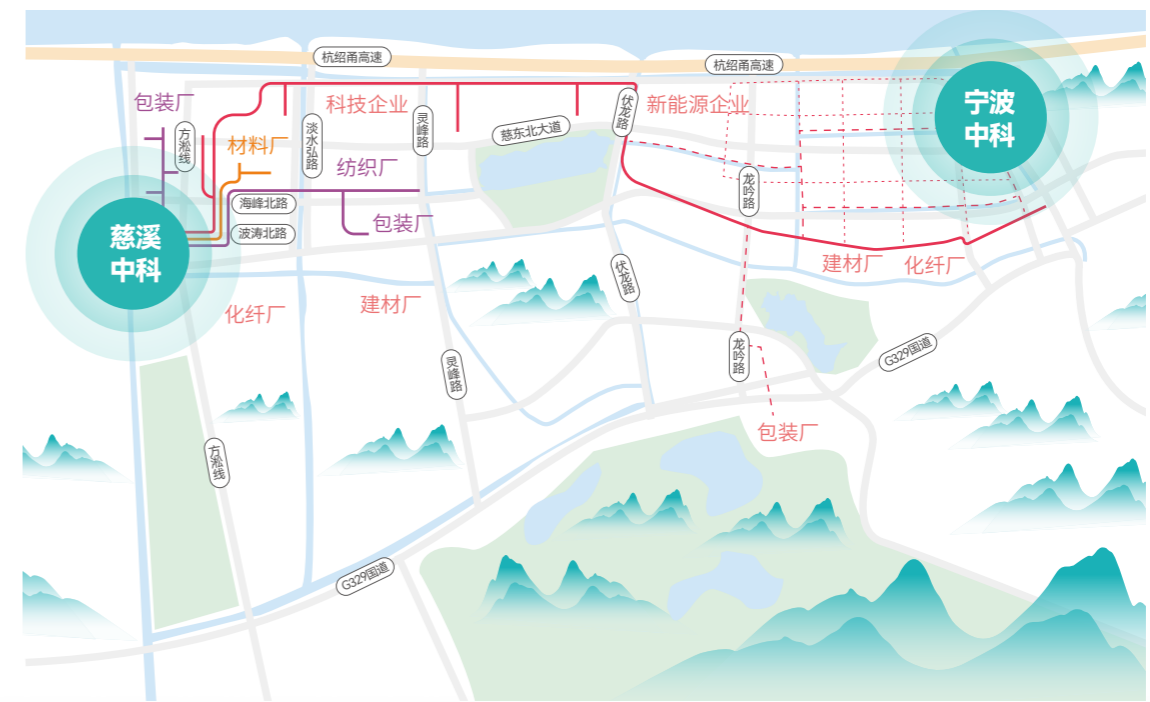 杭绍甬高速
杭绍甬高速
宁波
中科
包装厂
科技企业
新能源企业
方淞线
淡水弘路
灵峰路
慈东北大道
伏龙路
材料厂
纺织厂
龙吟路
海峰北路
包装厂
波涛北路
慈溪
中科
建材厂
化纤厂
伏龙路
化纤厂
建材厂
龙吟路
G329国道
灵峰路
包装厂
方淞线
G329国道